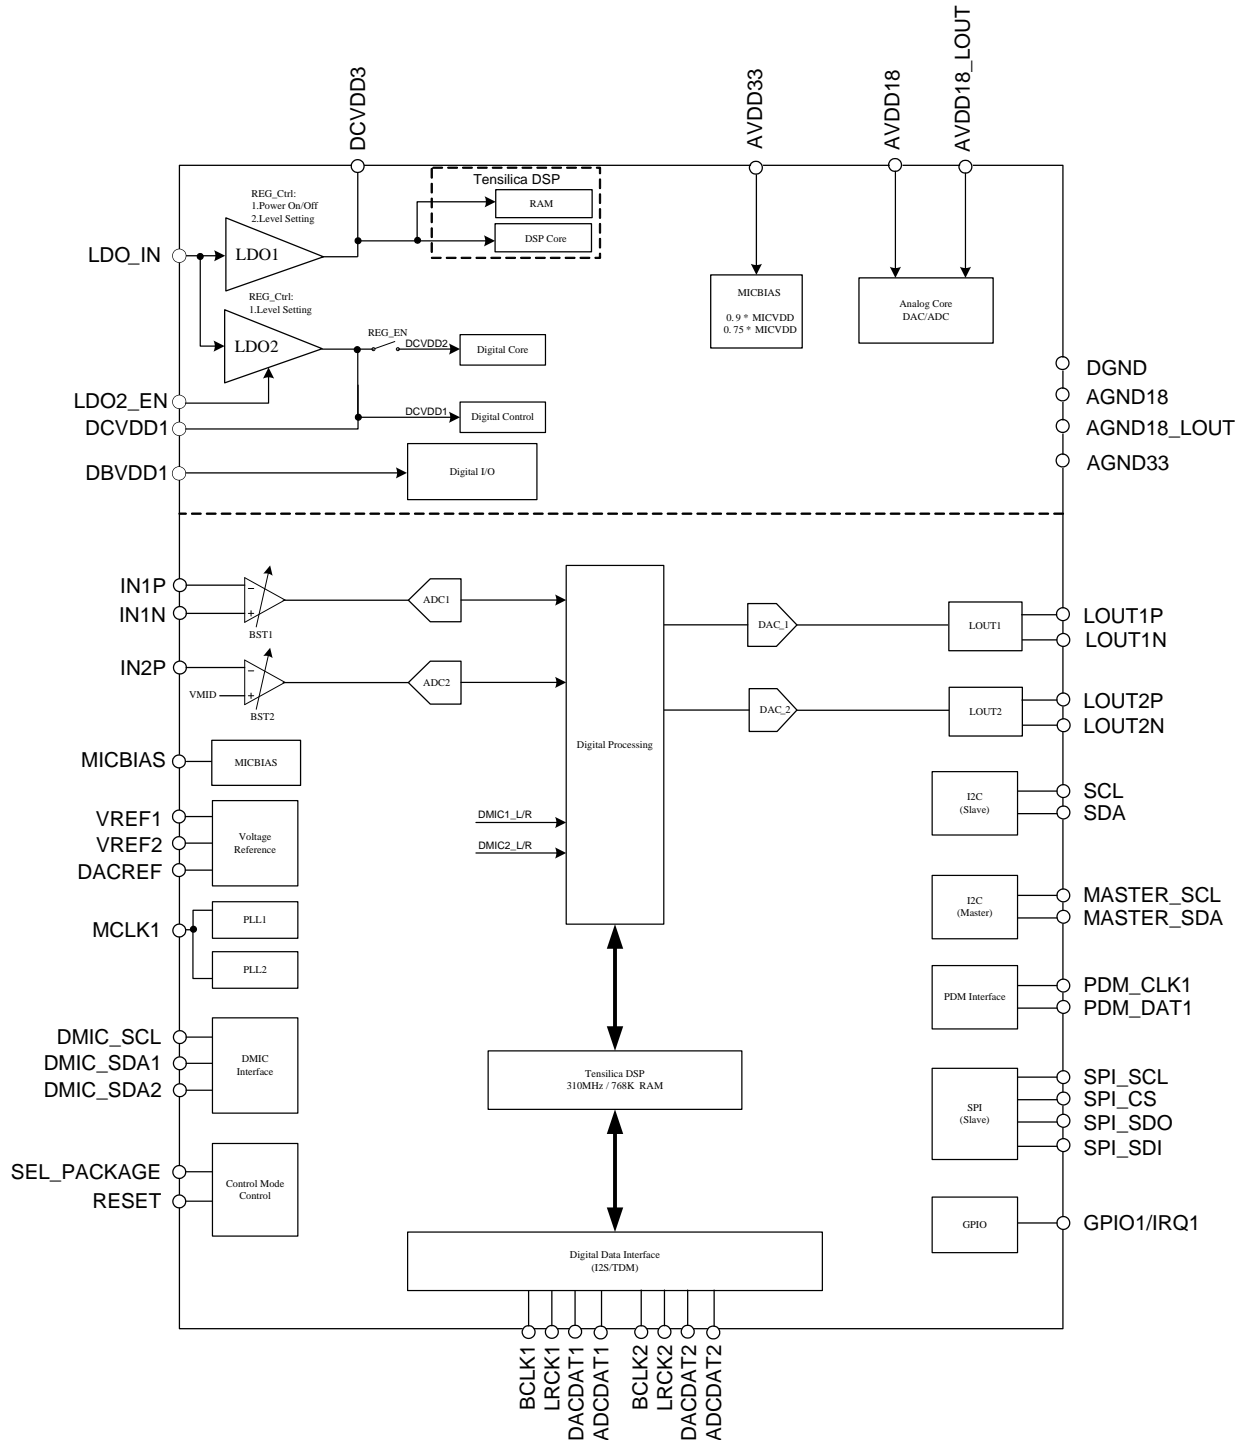 DCVDD3
AVDD33
AVDD18
AVDD18_LOUT
Tensilica DSP
RAM
DSP Core
REG_Ctrl:
1.Power On/Off
2.Level Setting
LDO_IN
LDO1
REG_Ctrl:
1.Level Setting
LDO2
REG_EN
DCVDD2
Digital Core
LDO2_EN
DCVDD1
DCVDD1
Digital Control
DBVDD1
Digital I/O
MICBIAS
0.9 * MICVDD
0.75 * MICVDD
Analog Core
DAC/ADC
DGND
AGND18
AGND18_LOUT
AGND33
IN1P
IN1N
BST1
ADC1
IN2P
VMID
BST2
ADC2
Digital Processing
DMIC1_L/R
DMIC2_L/R
DAC_1
LOUT1
LOUT1P
LOUT1N
DAC_2
LOUT2
LOUT2P
LOUT2N
MICBIAS
MICBIAS
VREF1
VREF2
DACREF
Voltage
Reference
MCLK1
PLL1
PLL2
DMIC_SCL
DMIC_SDA1
DMIC_SDA2
DMIC
Interface
SEL_PACKAGE
RESET
Control Mode
Control
I2C
(Slave)
SCL
SDA
I2C
(Master)
MASTER_SCL
MASTER_SDA
PDM Interface
PDM_CLK1
PDM_DAT1
SPI
(Slave)
SPI_SCL
SPI_CS
SPI_SDO
SPI_SDI
GPIO
GPIO1/IRQ1
Tensilica DSP
310MHz / 768K RAM
Digital Data Interface
(I2S/TDM)
BCLK1
LRCK1
DACDAT1
ADCDAT1
BCLK2
LRCK2
DACDAT2
ADCDAT2